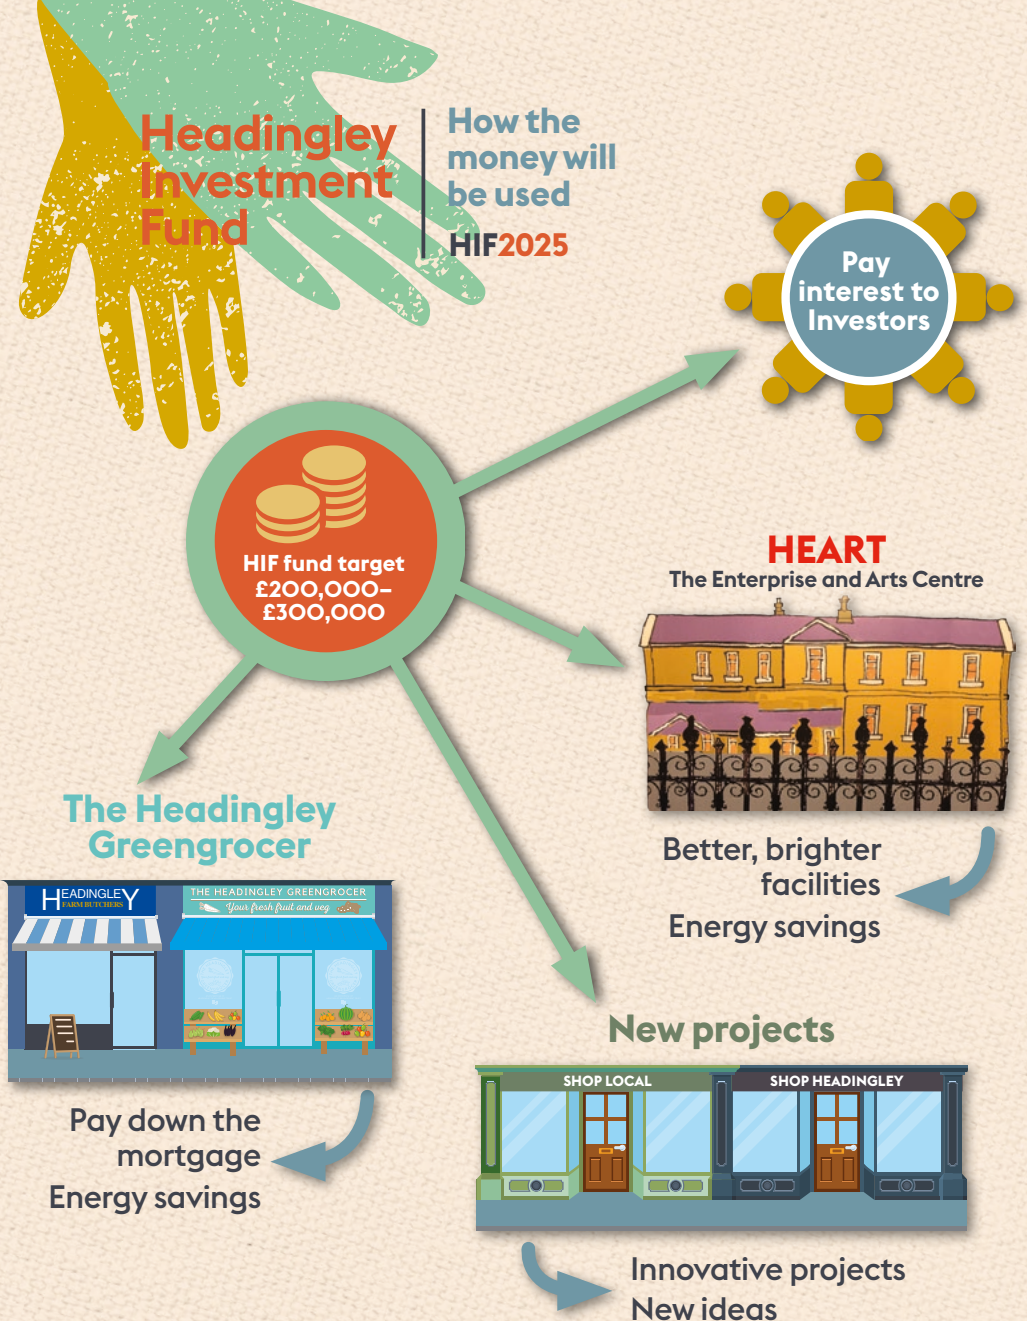 Headingley
Investment
Fund
How the
money will
be used
HIF2025
Pay
interest to
Investors
HIF fund target
£200,000–
£300,000
HEART
The Enterprise and Arts Centre
Better, brighter
facilities
Energy savings
The Headingley
Greengrocer
HEADINGLEY
FARM BUTCHERS
THE HEADINGLEY GREENGROCER
Your fresh fruit and veg
Pay down the
mortgage
Energy savings
New projects
SHOP LOCAL
SHOP HEADINGLEY
Innovative projects
New ideas